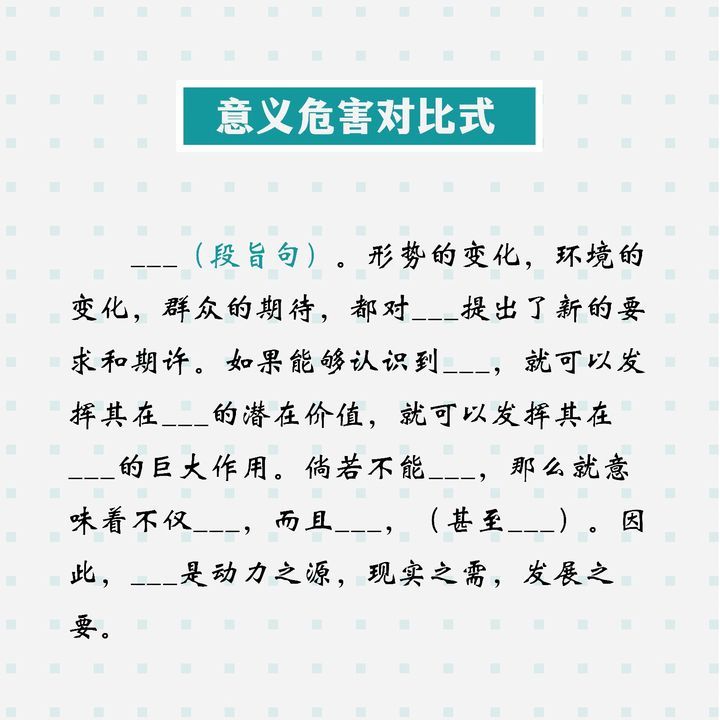 意义危害对比式
___（段旨句）。形势的变化，环境的
变化，群众的期待，都对___提出了新的要
求和期许。如果能够认识到___，就可以发
挥其在___的潜在价值，就可以发挥其在
___的巨大作用。倘若不能___，那么就意
味着不仅___，而且___，（甚至___）。因
此，___是动力之源，现实之需，发展之
要。